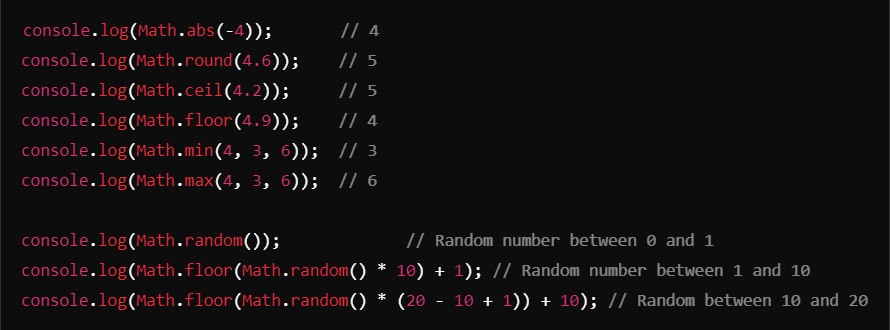 console.log(Math.abs(-4));       // 4
console.log(Math.round(4.6));    // 5
console.log(Math.ceil(4.2));     // 5
console.log(Math.floor(4.9));    // 4
console.log(Math.min(4, 3, 6));  // 3
console.log(Math.max(4, 3, 6));  // 6
console.log(Math.random());             // Random number between 0 and 1
console.log(Math.floor(Math.random() * 10) + 1); // Random number between 1 and 10
console.log(Math.floor(Math.random() * (20 - 10 + 1)) + 10); // Random between 10 and 20